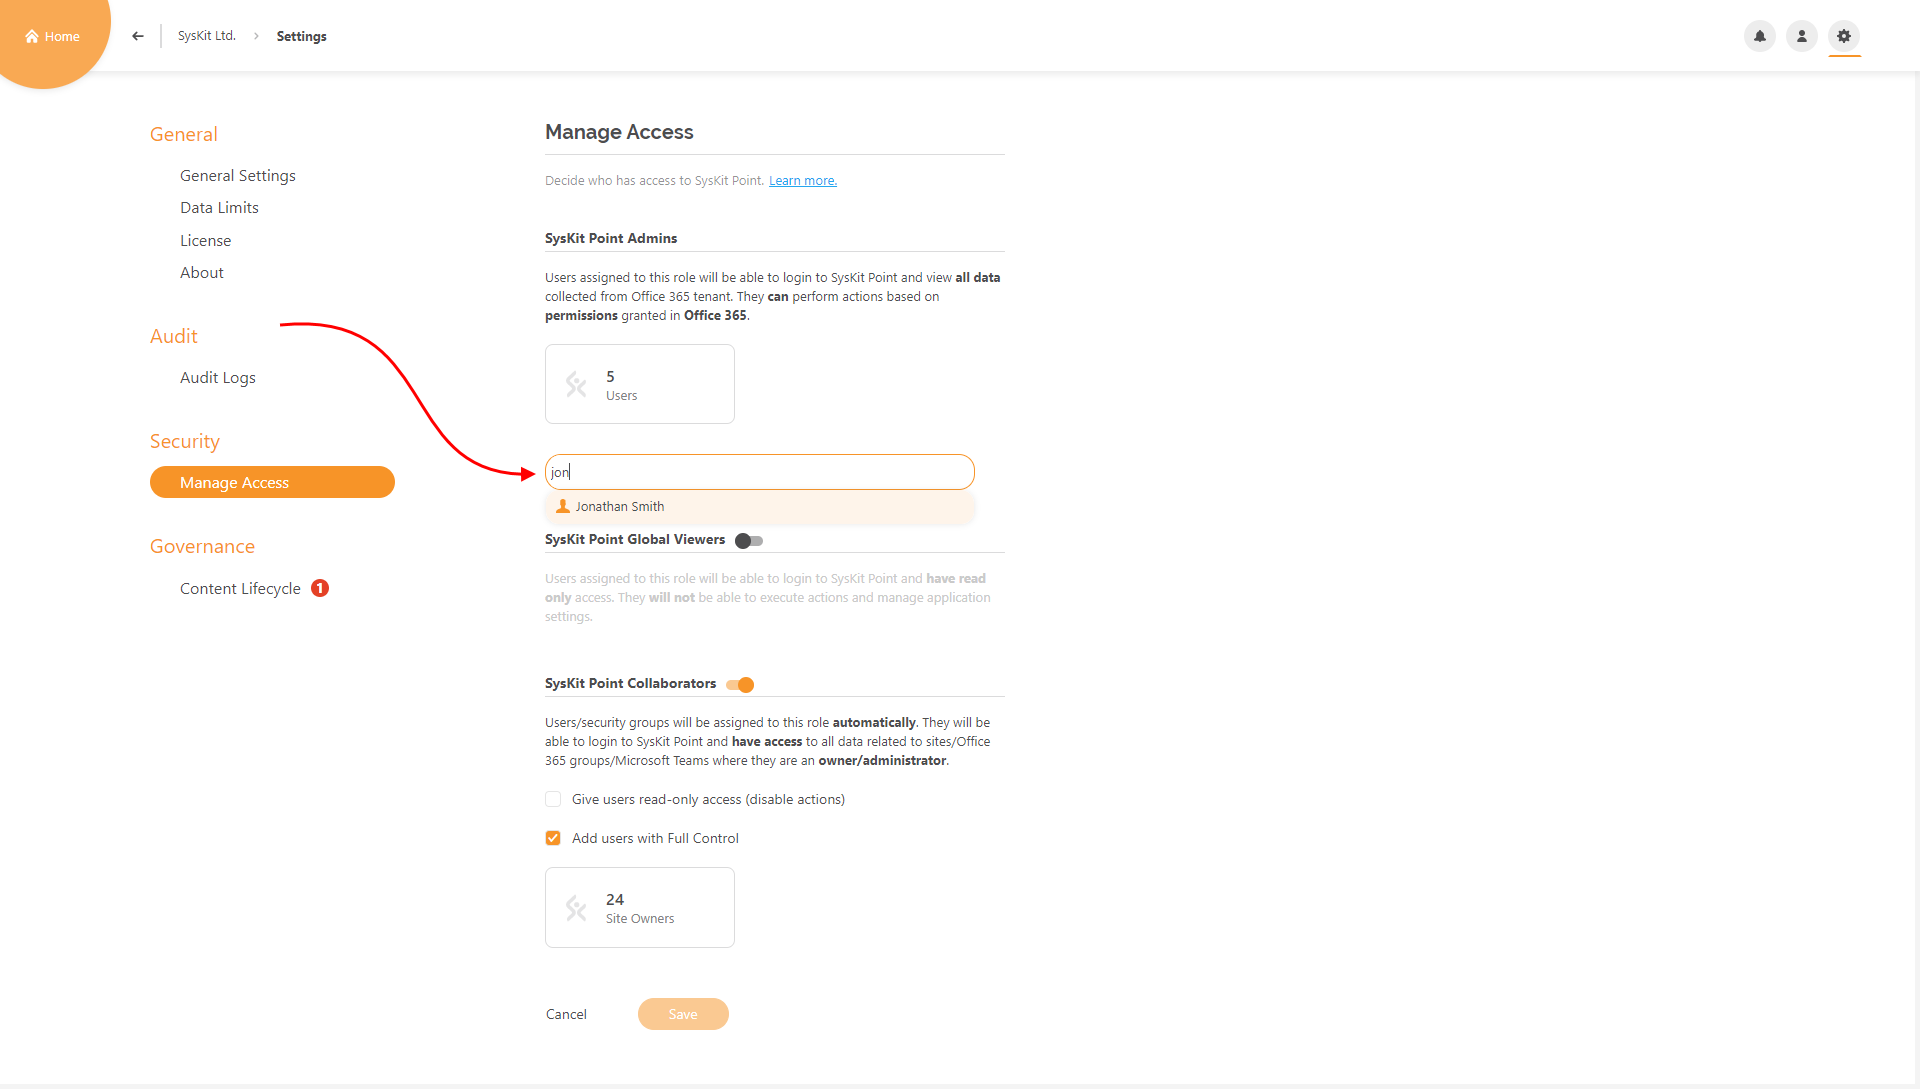 Home
SysKit Ltd. > Settings
General
General Settings
Data Limits
License
About
Audit
Audit Logs
Security
Manage Access
Governance
Content Lifecycle 1
Manage Access
Decide who has access to SysKit Point. Learn more.
SysKit Point Admins
Users assigned to this role will be able to login to SysKit Point and view all data
collected from Office 365 tenant. They can perform actions based on
permissions granted in Office 365.
5
Users
jon
Jonathan Smith
SysKit Point Global Viewers
Users assigned to this role will be able to login to SysKit Point and have read
only access. They will not be able to execute actions and manage application
settings.
SysKit Point Collaborators
Users/security groups will be assigned to this role automatically. They will be
able to login to SysKit Point and have access to all data related to sites/Office
365 groups/Microsoft Teams where they are an owner/administrator.
Give users read-only access (disable actions)
Add users with Full Control
24
Site Owners
Cancel
Save